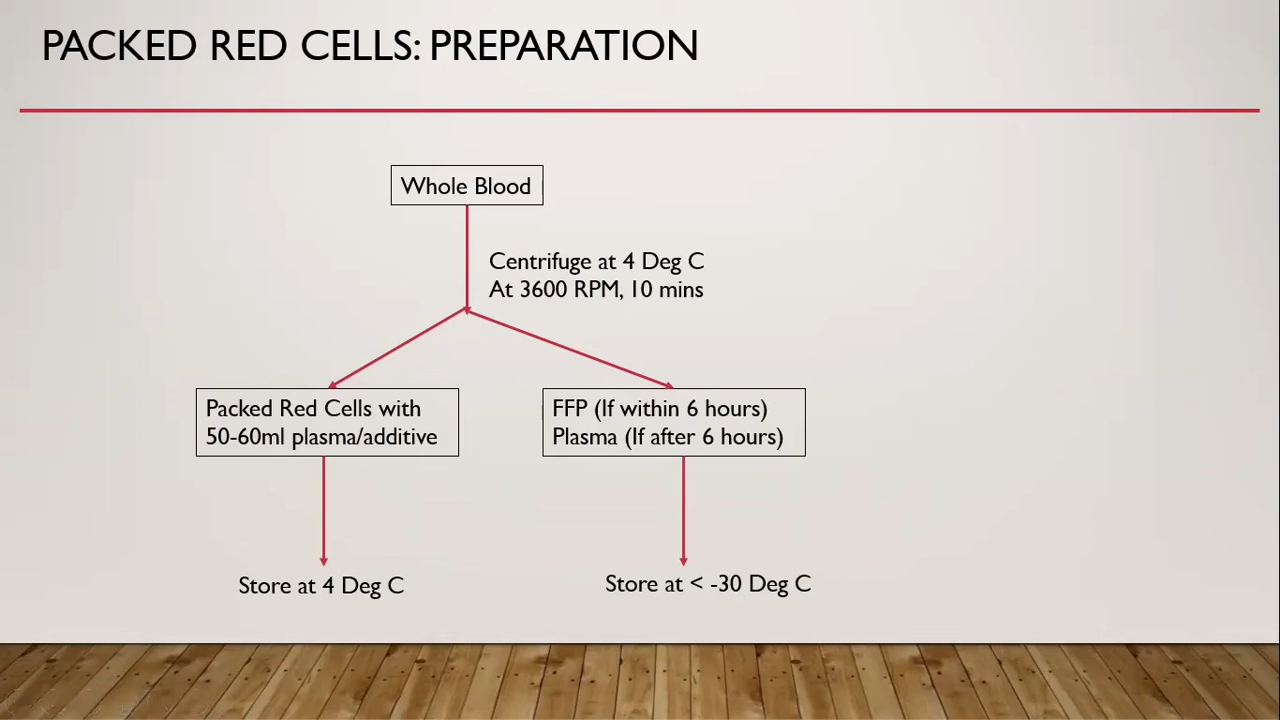 PACKED RED CELLS: PREPARATION
Whole Blood
Centrifuge at 4 Deg C
At 3600 RPM, 10 mins
Packed Red Cells with
50-60ml plasma/additive
FFP (If within 6 hours)
Plasma (If after 6 hours)
Store at 4 Deg C
Store at < -30 Deg C